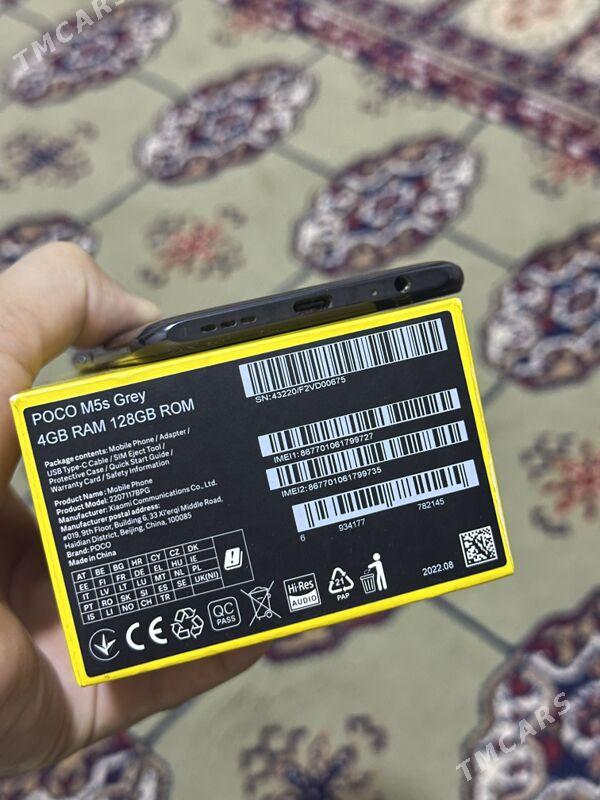 TMCARS
POCO M5s Grey
4GB RAM 128GB ROM
Package contents: Mobile Phone / Adapter /
USB Type-C Cable / SIM Eject Tool /
Protective Case / Quick Start Guide /
Warranty Card / Safety Information
Product Name : Mobile Phone
Product Model: 2207117BPG
Manufacturer: Xiaomi Communications Co., Ltd.
Manufacturer postal address:
#019, 9th Floor, Building 6, 33 Xi'erqi Middle Road,
Haidian District, Beijing, China, 100085
Brand: POCO
Made in China
SN:43220/F2VD00675
IMEI1: 867701061799727
IMEI2: 867701061799735
6 934177 782145
AT BE BG HR CY CZ DK
EE FI FR DE EL HU IE
IT LV LT LU MT NL PL
PT RO SK SI ES SE UK(NI)
IS LI NO CH TR
CE
QC
PASS
Hi-Res
AUDIO
21
PAP
2022.08
TMCARS